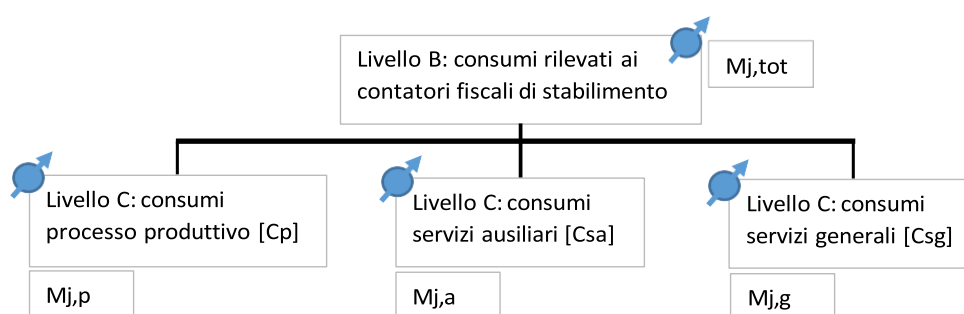 Livello B: consumi rilevati ai
contatori fiscali di stabilimento
Mj,tot
Livello C: consumi
processo produttivo [Cp]
Mj,p
Livello C: consumi
servizi ausiliari [Csa]
Mj,a
Livello C: consumi
servizi generali [Csg]
Mj,g